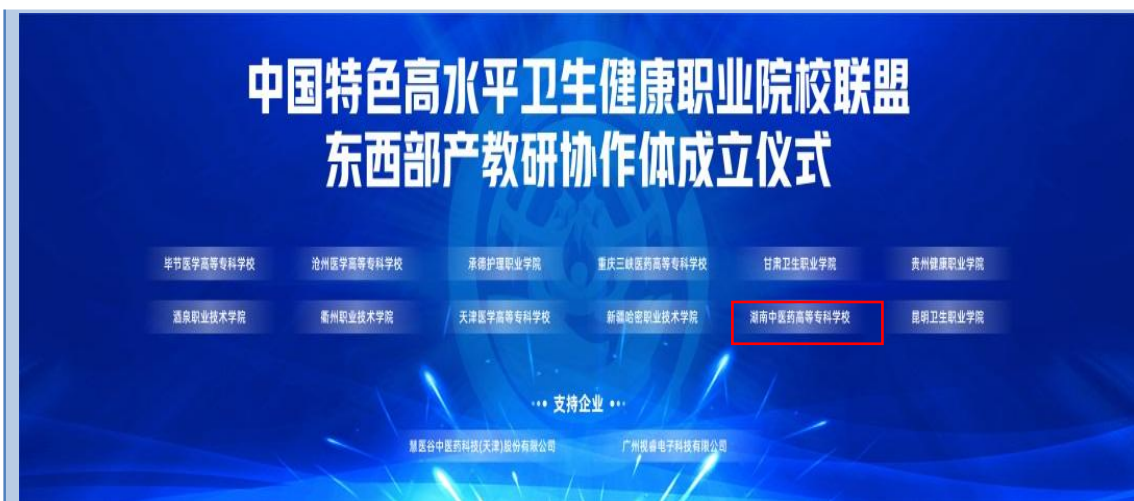 中国特色高水平卫生健康职业院校联盟
东西部产教研协作体成立仪式
毕节医学高等专科学校 沧州医学高等专科学校 承德护理职业学院 重庆三峡医药高等专科学校 甘肃卫生职业学院 贵州健康职业学院
酒泉职业技术学院 衢州职业技术学院 天津医学高等专科学校 新疆哈密职业技术学院 湖南中医药高等专科学校 昆明卫生职业学院
支持企业
慧医谷中医药科技(天津)股份有限公司 广州视睿电子科技有限公司